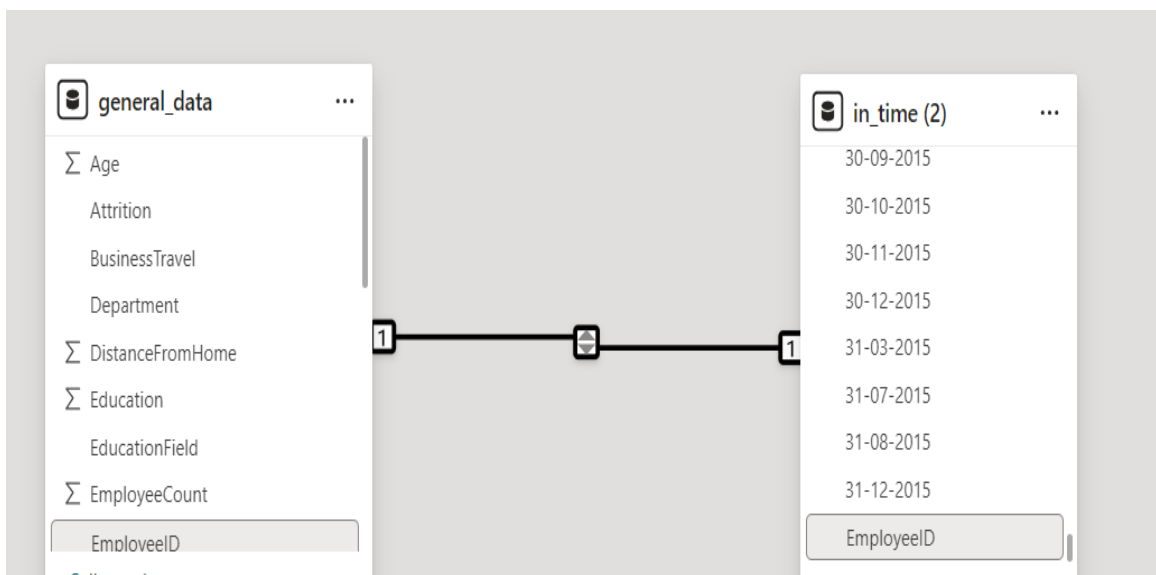 general_data
...
Σ Age
Attrition
BusinessTravel
Department
Σ DistanceFromHome
Σ Education
EducationField
Σ EmployeeCount
EmployeeID
1
1
in_time (2)
...
30-09-2015
30-10-2015
30-11-2015
30-12-2015
31-03-2015
31-07-2015
31-08-2015
31-12-2015
EmployeeID